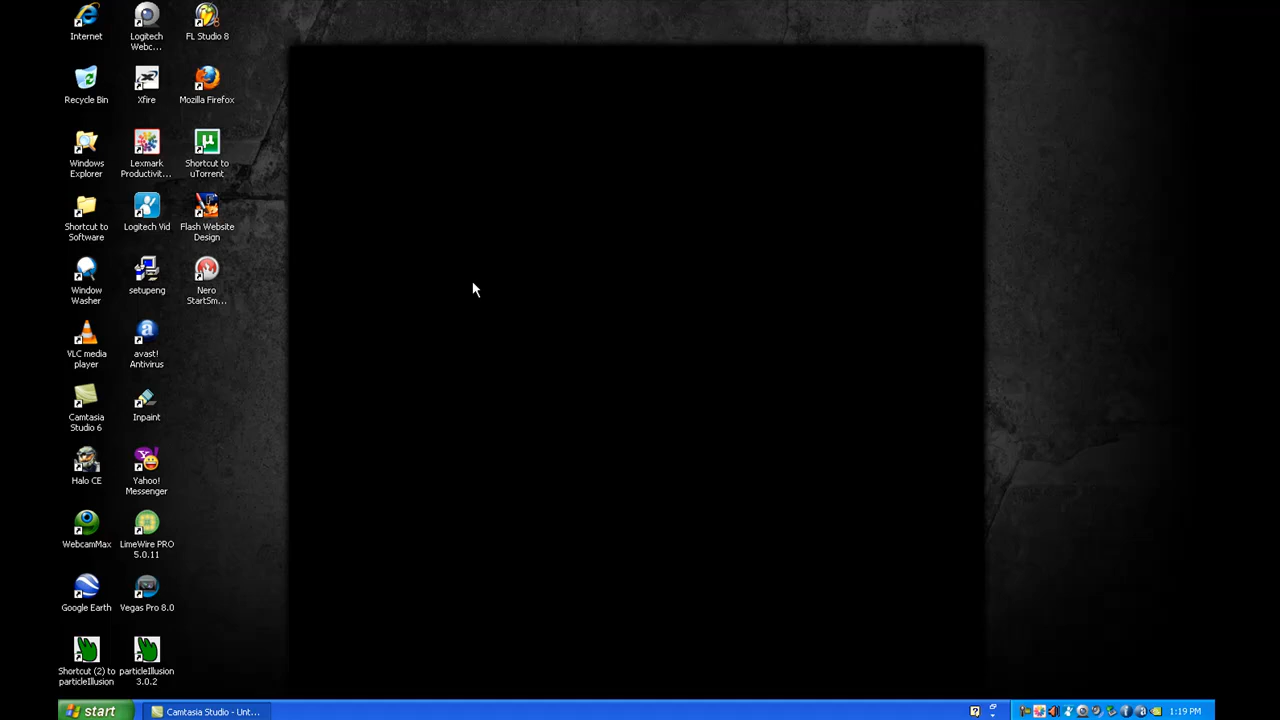 Internet
Logitech
Webc...
FL Studio 8
Recycle Bin
Xfire
Mozilla Firefox
Windows
Explorer
Lexmark
Productivit...
Shortcut to
uTorrent
Shortcut to
Software
Logitech Vid
Flash Website
Design
Window
Washer
setupeng
Nero
StartSm...
VLC media
player
avast!
Antivirus
Camtasia
Studio 6
Inpaint
Halo CE
Yahoo!
Messenger
WebcamMax
LimeWire PRO
5.0.11
Google Earth
Vegas Pro 8.0
Shortcut (2) to
particleIllusion
particleIllusion
3.0.2
start
Camtasia Studio - Unt...
1:19 PM